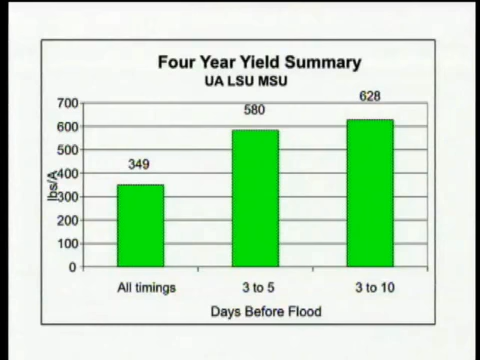 Four Year Yield Summary
UA LSU MSU
lbs/A
700
600
500
400
300
200
100
0
349
580
628
All timings
3 to 5
3 to 10
Days Before Flood